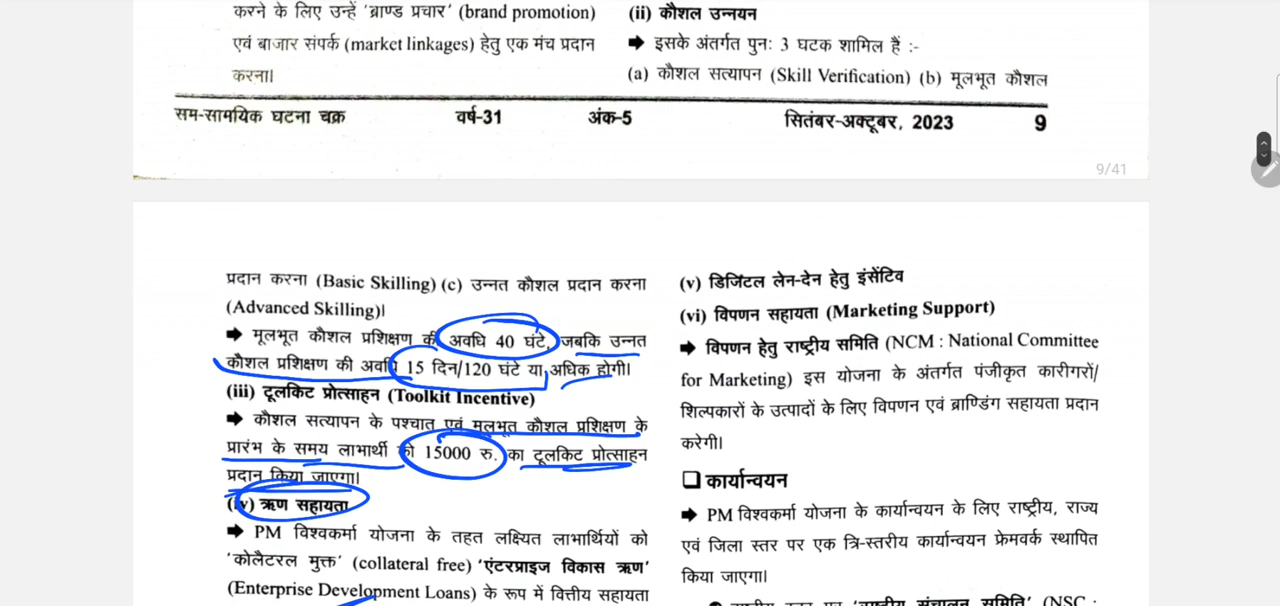 करने के लिए उन्हें 'ब्राण्ड प्रचार' (brand promotion)
एवं बाजार संपर्क (market linkages) हेतु एक मंच प्रदान
करना।
(ii) कौशल उन्नयन
➡ इसके अंतर्गत पुनः 3 घटक शामिल हैं :-
(a) कौशल सत्यापन (Skill Verification) (b) मूलभूत कौशल
सम-सामयिक घटना चक्र वर्ष-31 अंक-5 सितंबर-अक्टूबर, 2023 9
9/41
प्रदान करना (Basic Skilling) (c) उन्नत कौशल प्रदान करना
(Advanced Skilling)।
➡ मूलभूत कौशल प्रशिक्षण की अवधि 40 घंटे, जबकि उन्नत
कौशल प्रशिक्षण की अवधि 15 दिन/120 घंटे या अधिक होगी।
(iii) टूलकिट प्रोत्साहन (Toolkit Incentive)
➡ कौशल सत्यापन के पश्चात एवं मूलभूत कौशल प्रशिक्षण के
प्रारंभ के समय लाभार्थी को 15000 रु. का टूलकिट प्रोत्साहन
प्रदान किया जाएगा।
(iv) ऋण सहायता
➡ PM विश्वकर्मा योजना के तहत लक्ष्यित लाभार्थियों को
'कोलैटरल मुक्त' (collateral free) 'एंटरप्राइज विकास ऋण'
(Enterprise Development Loans) के रूप में वित्तीय सहायता
(v) डिजिटल लेन-देन हेतु इंसेंटिव
(vi) विपणन सहायता (Marketing Support)
➡ विपणन हेतु राष्ट्रीय समिति (NCM : National Committee
for Marketing) इस योजना के अंतर्गत पंजीकृत कारीगरों/
शिल्पकारों के उत्पादों के लिए विपणन एवं ब्राण्डिंग सहायता प्रदान
करेगी।
❑ कार्यान्वयन
➡ PM विश्वकर्मा योजना के कार्यान्वयन के लिए राष्ट्रीय, राज्य
एवं जिला स्तर पर एक त्रि-स्तरीय कार्यान्वयन फ्रेमवर्क स्थापित
किया जाएगा।
राष्ट्रीय स्तर पर 'राष्ट्रीय संचालन समिति' (NSC :